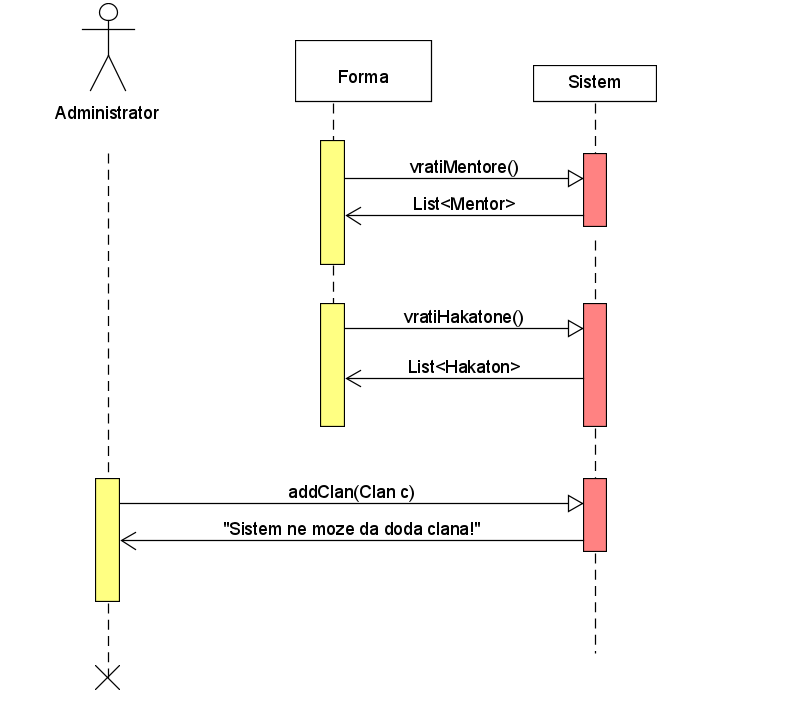 Administrator
Forma
Sistem
vratiMentore()
List<Mentor>
vratiHakatone()
List<Hakaton>
addClan(Clan c)
"Sistem ne moze da doda clana!"